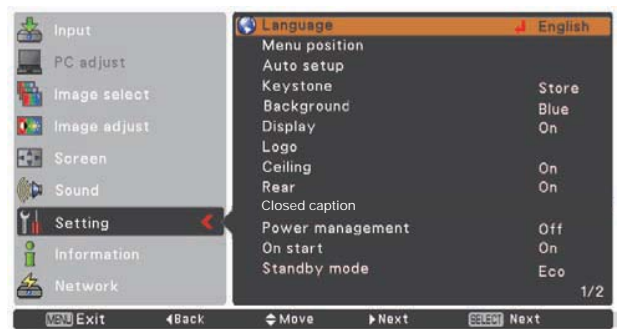 Input
PC adjust
Image select
Image adjust
Screen
Sound
Setting
Information
Network
Language English
Menu position
Auto setup
Keystone Store
Background Blue
Display On
Logo
Ceiling On
Rear On
Closed caption
Power management Off
On start On
Standby mode Eco
1/2
MENU Exit Back Move Next SELECT Next